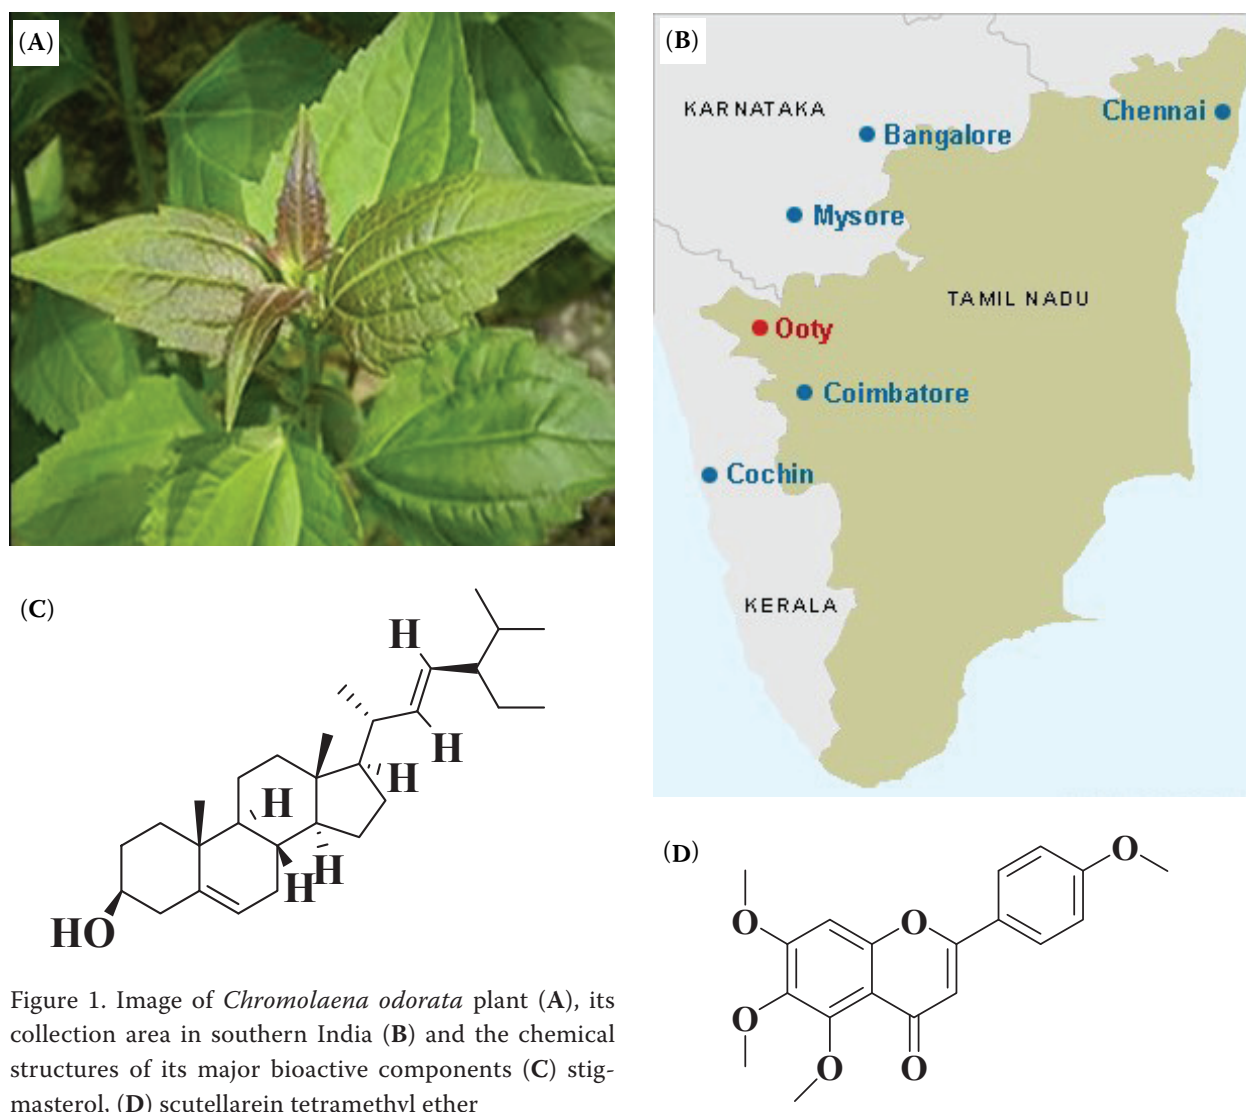 (A)
(B)
KARNATAKA
Chennai
Bangalore
Mysore
TAMIL NADU
Ooty
Coimbatore
Cochin
KERALA
(C)
H
H
H
H
H
H
HO
(D)
O
O
O
O
O
O
Figure 1. Image of Chromolaena odorata plant (A), its
collection area in southern India (B) and the chemical
structures of its major bioactive components (C) stig-
masterol, (D) scutellarein tetramethyl ether